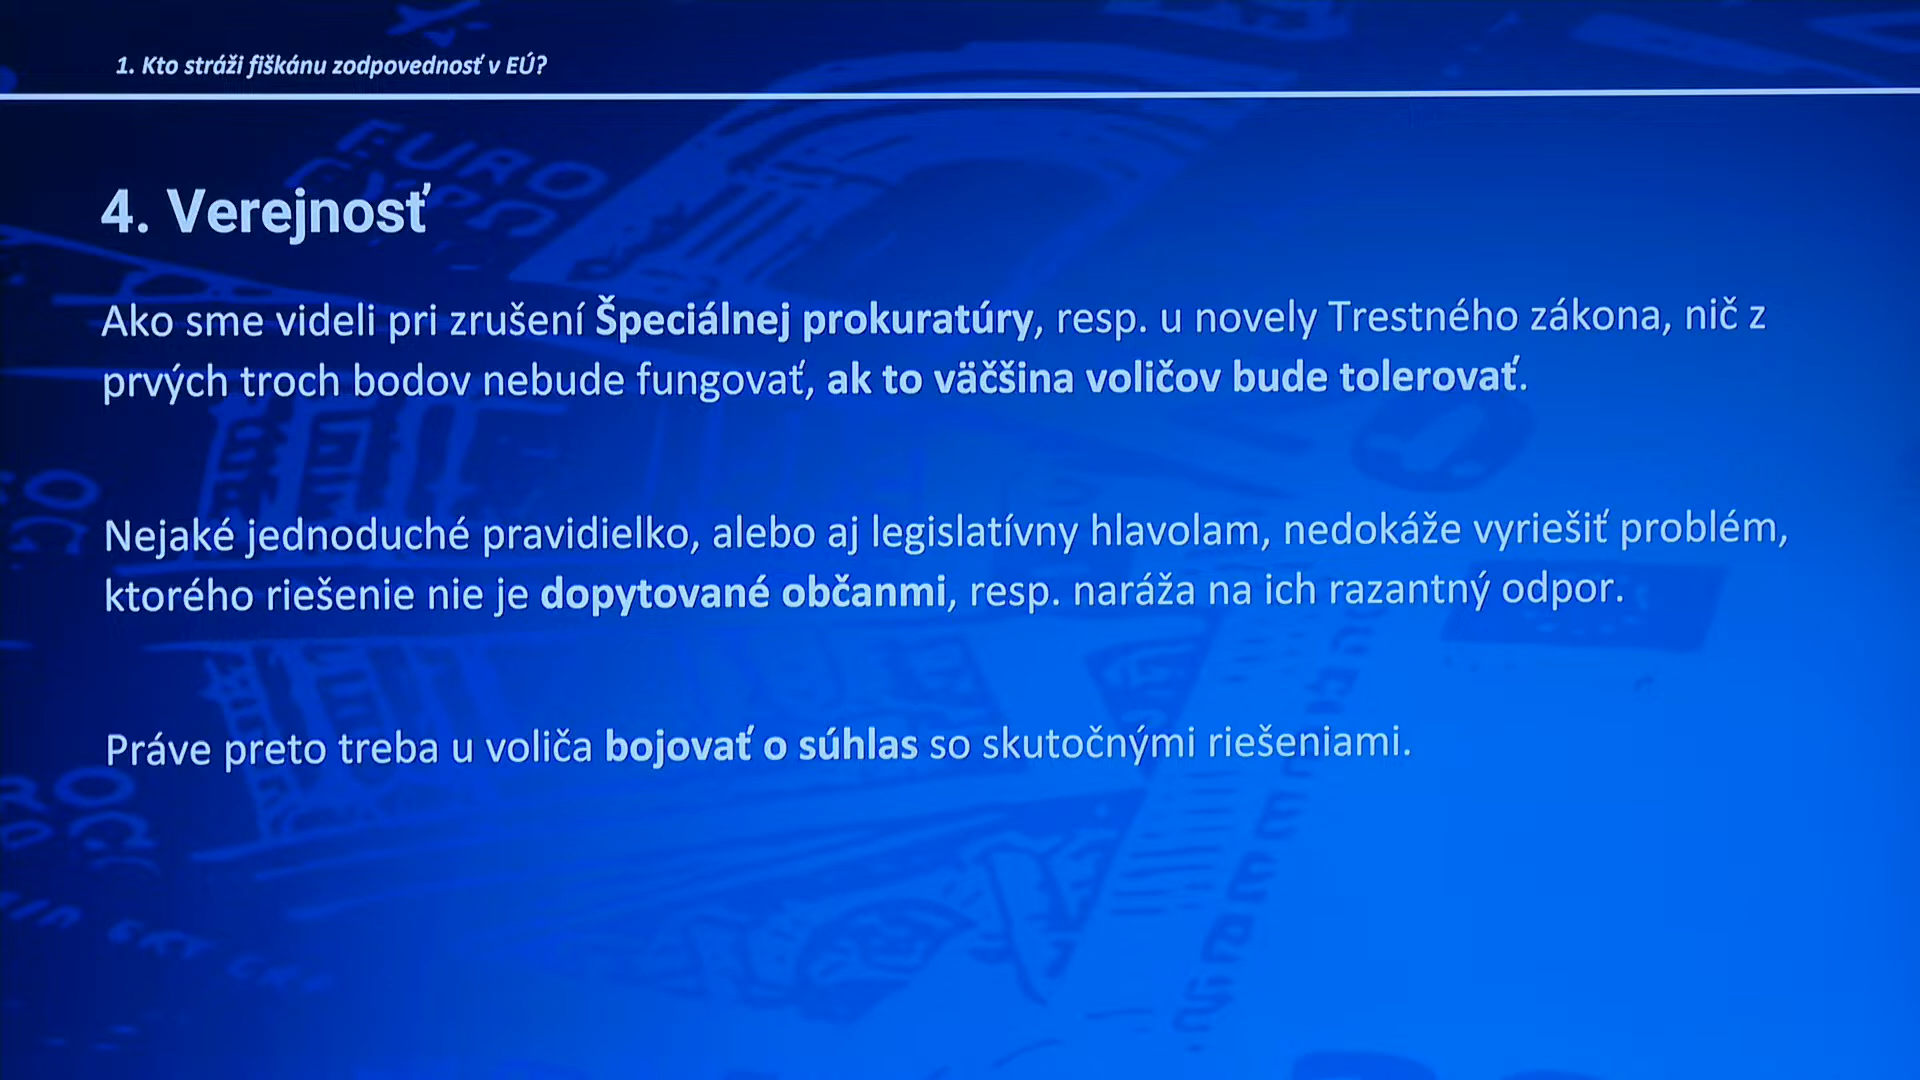 1. Kto stráži fiškánu zodpovednosť v EÚ?
4. Verejnosť
Ako sme videli pri zrušení Špeciálnej prokuratúry, resp. u novely Trestného zákona, nič z
prvých troch bodov nebude fungovať, ak to väčšina voličov bude tolerovať.
Nejaké jednoduché pravidielko, alebo aj legislatívny hlavolam, nedokáže vyriešiť problém,
ktorého riešenie nie je dopytované občanmi, resp. naráža na ich razantný odpor.
Práve preto treba u voliča bojovať o súhlas so skutočnými riešeniami.